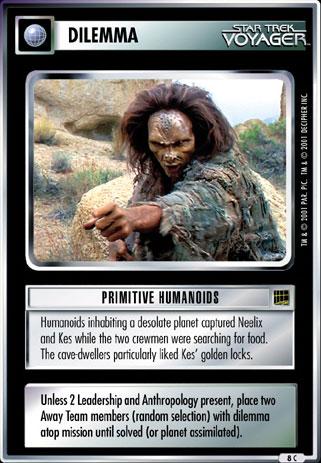 DILEMMA
STAR TREK
VOYAGER™
TM & © 2001 PAR. PIC. TM & © 2001 DECIPHER INC.
PRIMITIVE HUMANOIDS
Humanoids inhabiting a desolate planet captured Neelix
and Kes while the two crewmen were searching for food.
The cave-dwellers particularly liked Kes' golden locks.
Unless 2 Leadership and Anthropology present, place two
Away Team members (random selection) with dilemma
atop mission until solved (or planet assimilated).
8 C